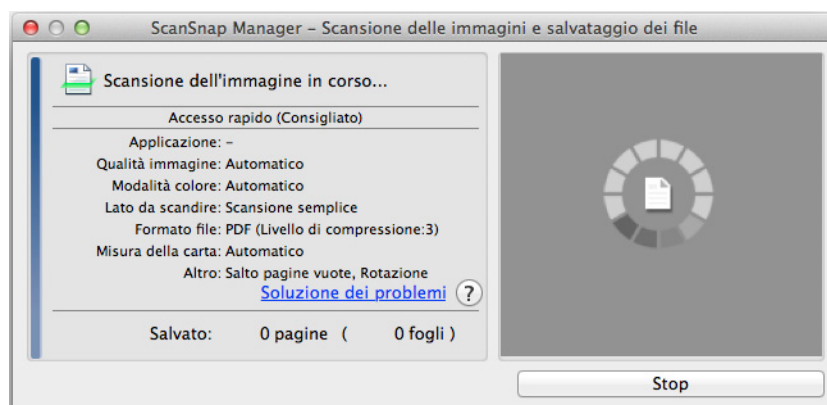 ScanSnap Manager – Scansione delle immagini e salvataggio dei file
Scansione dell'immagine in corso...
Accesso rapido (Consigliato)
Applicazione: –
Qualità immagine: Automatico
Modalità colore: Automatico
Lato da scandire: Scansione semplice
Formato file: PDF (Livello di compressione:3)
Misura della carta: Automatico
Altro: Salto pagine vuote, Rotazione
Soluzione dei problemi ?
Salvato: 0 pagine ( 0 fogli )
Stop